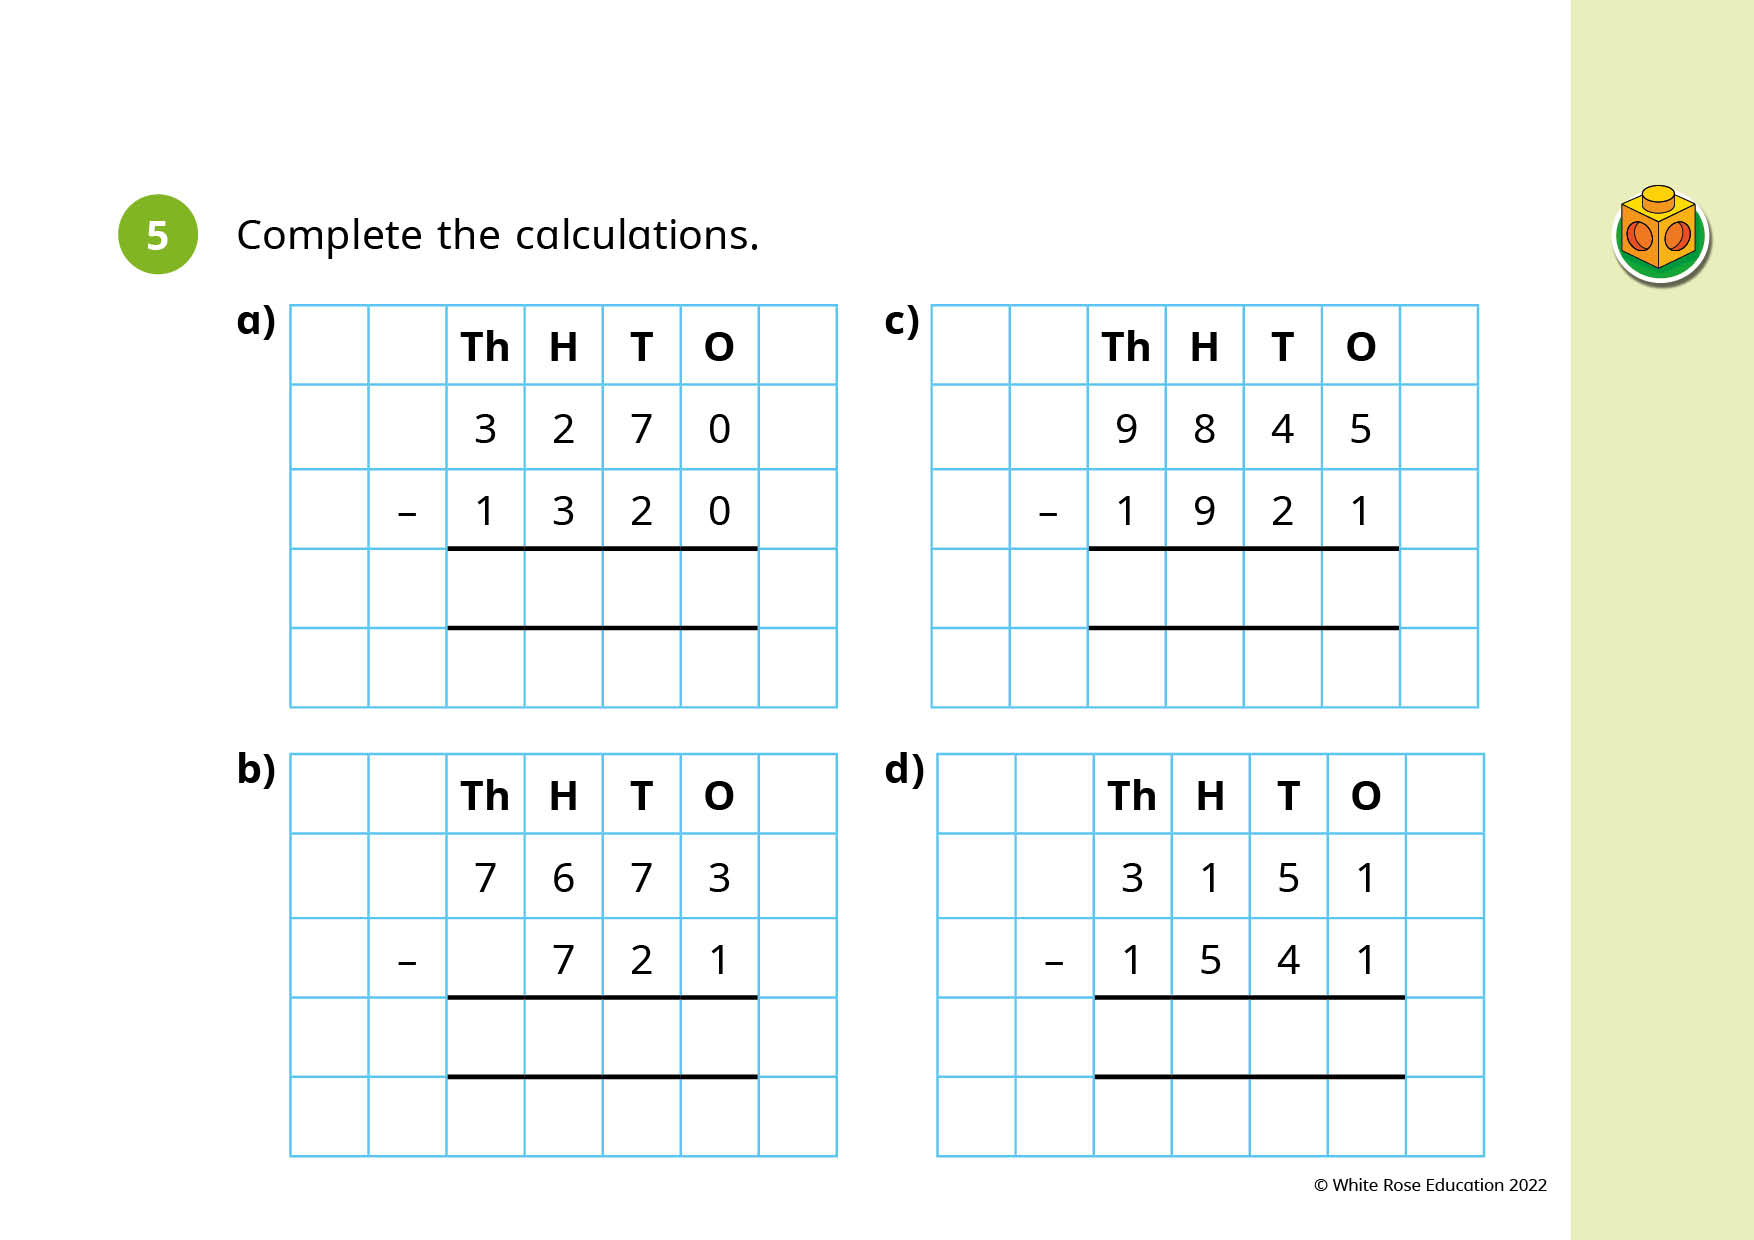 5 Complete the calculations.
a)
Th H T O
3 2 7 0
– 1 3 2 0
c)
Th H T O
9 8 4 5
– 1 9 2 1
b)
Th H T O
7 6 7 3
– 7 2 1
d)
Th H T O
3 1 5 1
– 1 5 4 1
© White Rose Education 2022